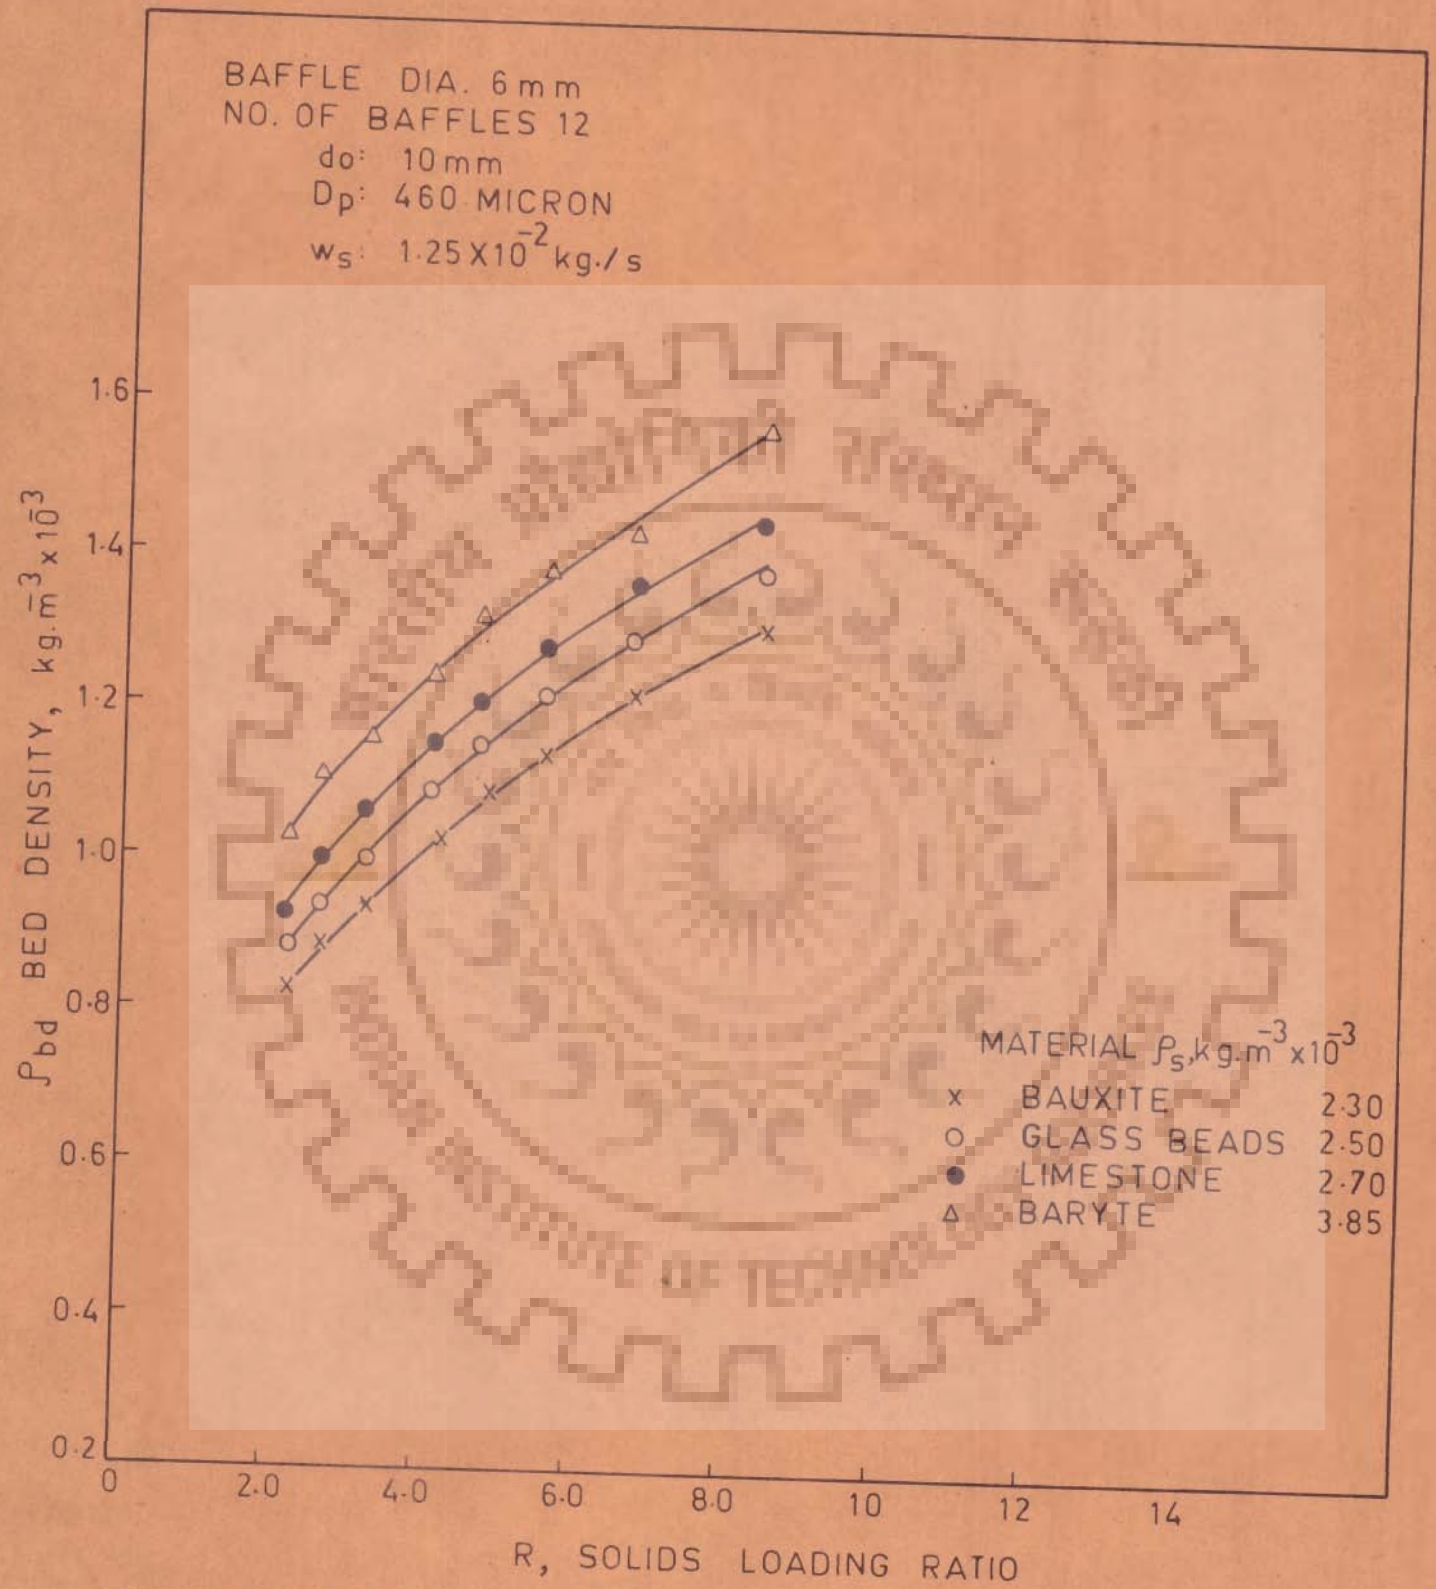 BAFFLE DIA. 6 mm
NO. OF BAFFLES 12
do: 10 mm
Dp: 460 MICRON
ws: 1.25 X 10⁻² kg./s
1.6
1.4
1.2
1.0
0.8
0.6
0.4
0.2
ρbd BED DENSITY, kg.m⁻³ x 10⁻³
MATERIAL ρs, kg.m⁻³ x 10⁻³
x BAUXITE 2.30
○ GLASS BEADS 2.50
● LIMESTONE 2.70
△ BARYTE 3.85
0 2.0 4.0 6.0 8.0 10 12 14
R, SOLIDS LOADING RATIO
INSTITUTE OF TECHNOLOGY